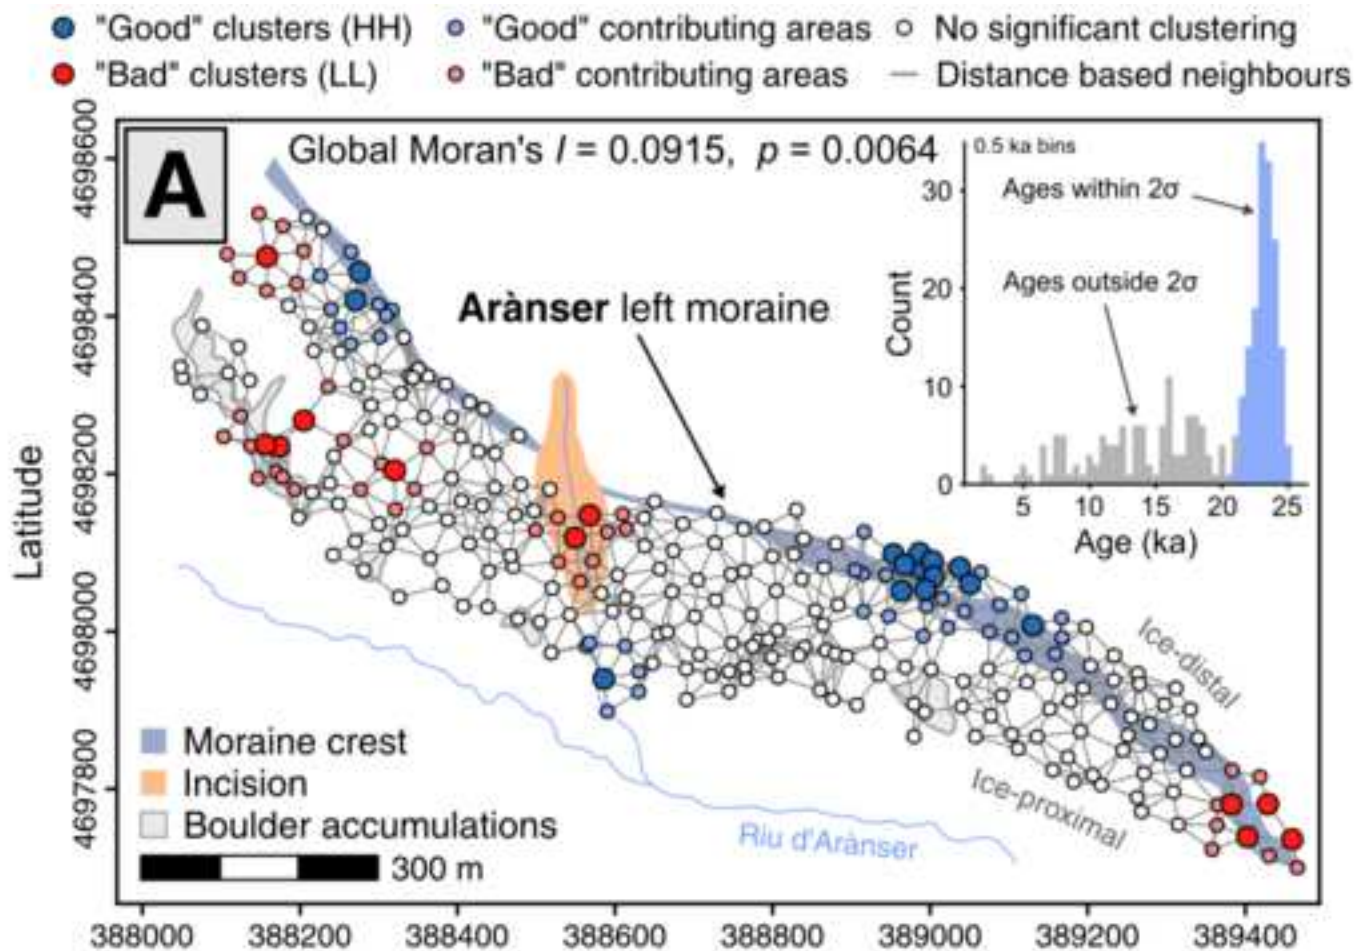 "Good" clusters (HH) "Good" contributing areas No significant clustering
"Bad" clusters (LL) "Bad" contributing areas Distance based neighbours
A
Global Moran's I = 0.0915, p = 0.0064
0.5 ka bins
Ages within 2σ
Ages outside 2σ
Count
30
20
10
0
5 10 15 20 25
Age (ka)
Arànser left moraine
Latitude
4698600
4698400
4698200
4698000
4697800
Ice-distal
Ice-proximal
Moraine crest
Incision
Boulder accumulations
300 m
Riu d'Arànser
388000 388200 388400 388600 388800 389000 389200 389400